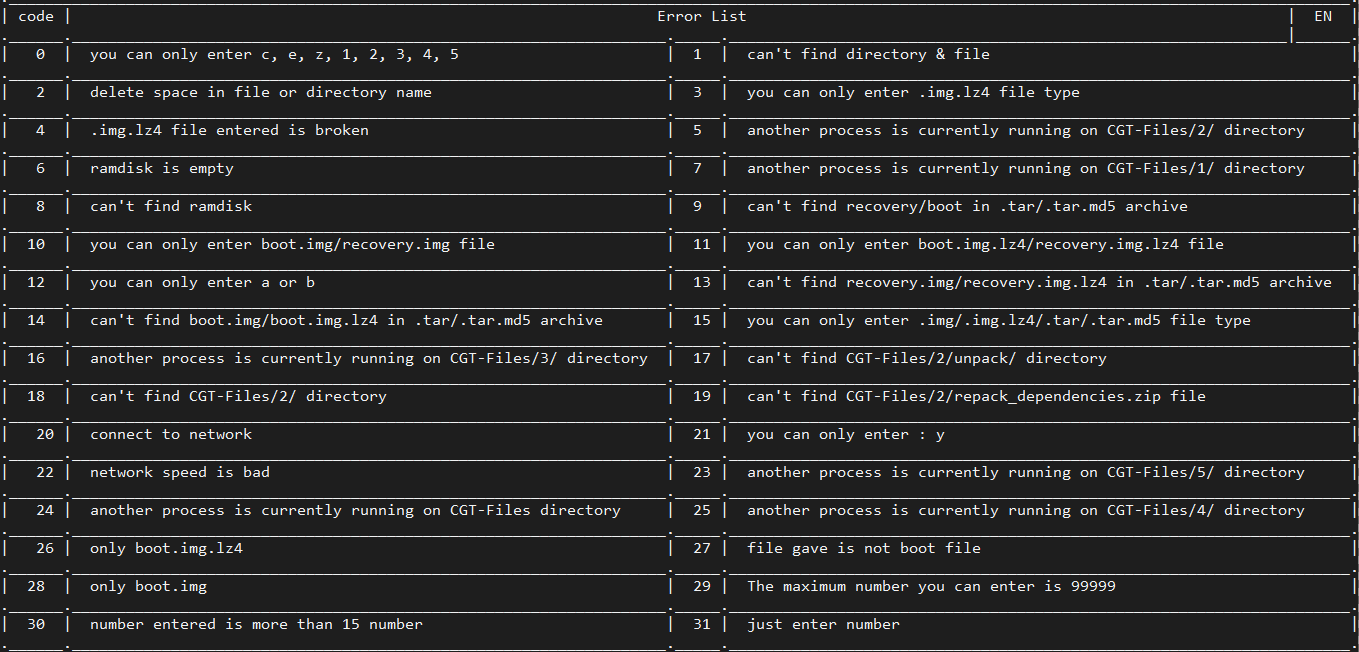 code Error List EN
0 you can only enter c, e, z, 1, 2, 3, 4, 5 1 can't find directory & file
2 delete space in file or directory name 3 you can only enter .img.lz4 file type
4 .img.lz4 file entered is broken 5 another process is currently running on CGT-Files/2/ directory
6 ramdisk is empty 7 another process is currently running on CGT-Files/1/ directory
8 can't find ramdisk 9 can't find recovery/boot in .tar/.tar.md5 archive
10 you can only enter boot.img/recovery.img file 11 you can only enter boot.img.lz4/recovery.img.lz4 file
12 you can only enter a or b 13 can't find recovery.img/recovery.img.lz4 in .tar/.tar.md5 archive
14 can't find boot.img/boot.img.lz4 in .tar/.tar.md5 archive 15 you can only enter .img/.img.lz4/.tar/.tar.md5 file type
16 another process is currently running on CGT-Files/3/ directory 17 can't find CGT-Files/2/unpack/ directory
18 can't find CGT-Files/2/ directory 19 can't find CGT-Files/2/repack_dependencies.zip file
20 connect to network 21 you can only enter : y
22 network speed is bad 23 another process is currently running on CGT-Files/5/ directory
24 another process is currently running on CGT-Files directory 25 another process is currently running on CGT-Files/4/ directory
26 only boot.img.lz4 27 file gave is not boot file
28 only boot.img 29 The maximum number you can enter is 99999
30 number entered is more than 15 number 31 just enter number